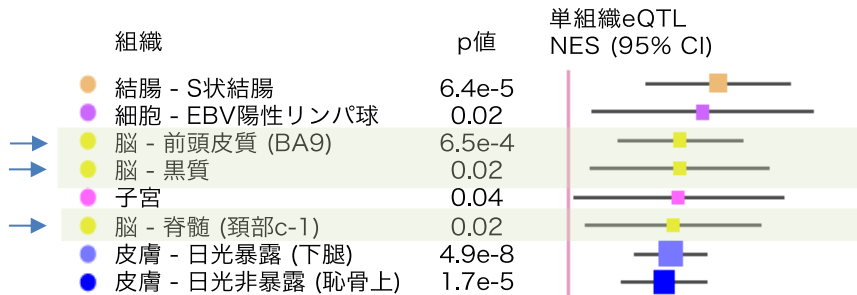 組織 p値 単組織eQTL
NES (95% CI)
結腸 - S状結腸 6.4e-5
細胞 - EBV陽性リンパ球 0.02
脳 - 前頭皮質 (BA9) 6.5e-4
脳 - 黒質 0.02
子宮 0.04
脳 - 脊髄 (頚部c-1) 0.02
皮膚 - 日光暴露 (下腿) 4.9e-8
皮膚 - 日光非暴露 (恥骨上) 1.7e-5